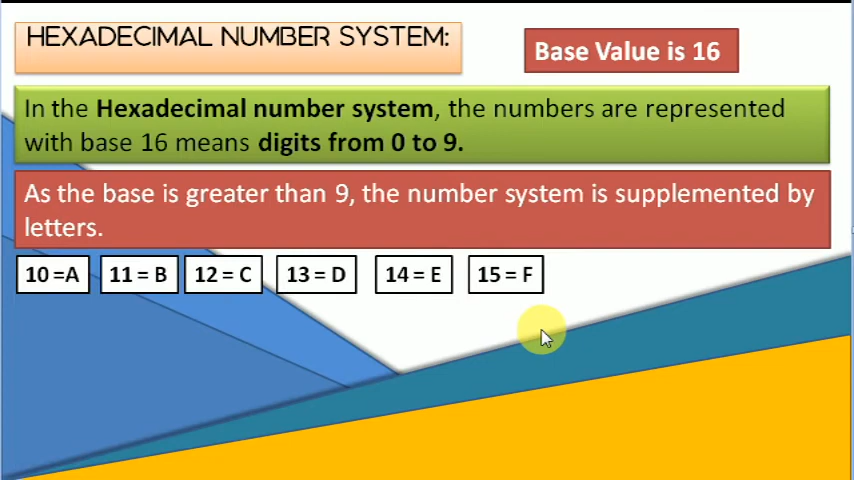 HEXADECIMAL NUMBER SYSTEM:
Base Value is 16
In the Hexadecimal number system, the numbers are represented
with base 16 means digits from 0 to 9.
As the base is greater than 9, the number system is supplemented by
letters.
10 =A 11 = B 12 = C 13 = D 14 = E 15 = F